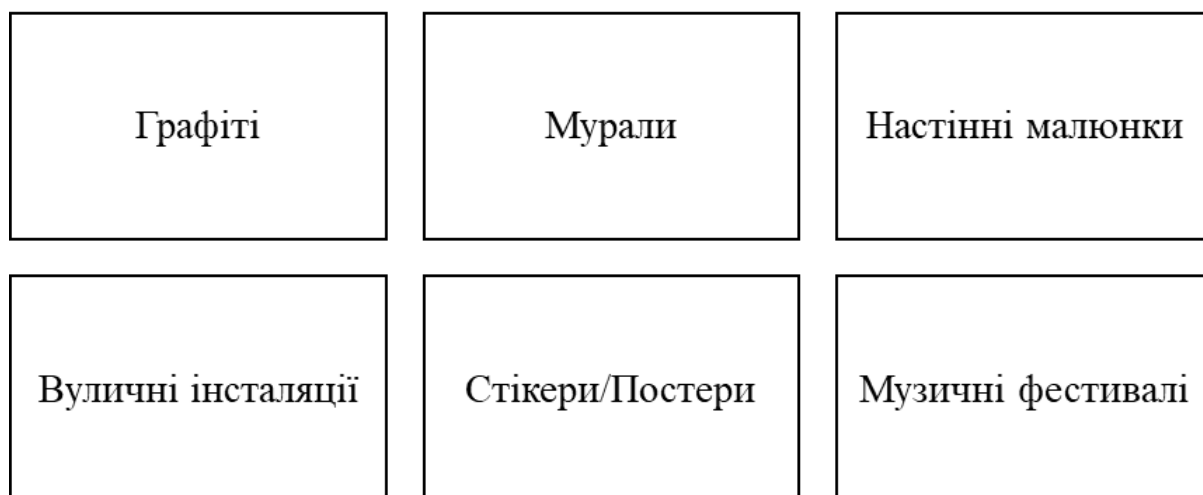 Графіті
Мурали
Настінні малюнки
Вуличні інсталяції
Стікери/Постери
Музичні фестивалі